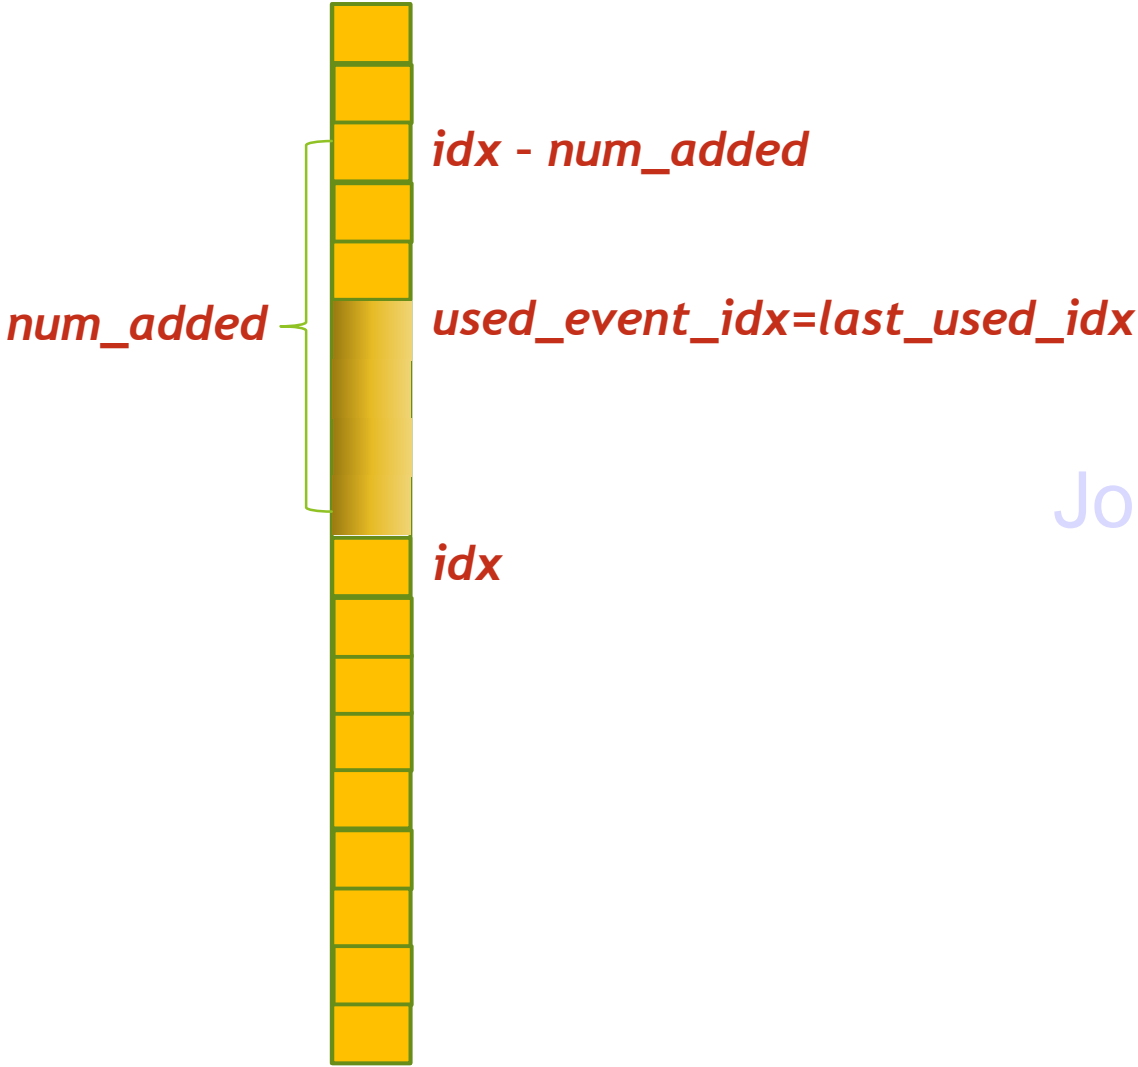 idx – num_added
num_added
used_event_idx=last_used_idx
Jo
idx